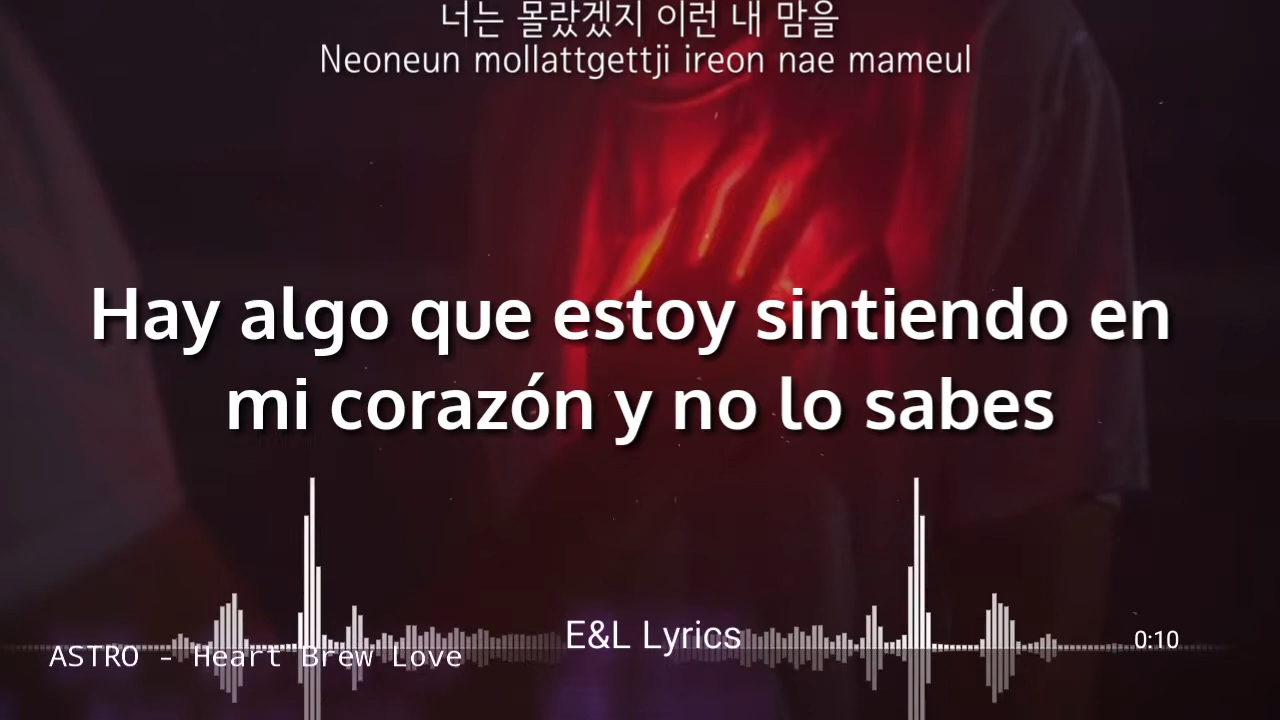 너는 몰랐겠지 이런 내 맘을
Neoneun mollattgettji ireon nae mameul
Hay algo que estoy sintiendo en
mi corazón y no lo sabes
E&L Lyrics
0:10
ASTRO - Heart Brew Love